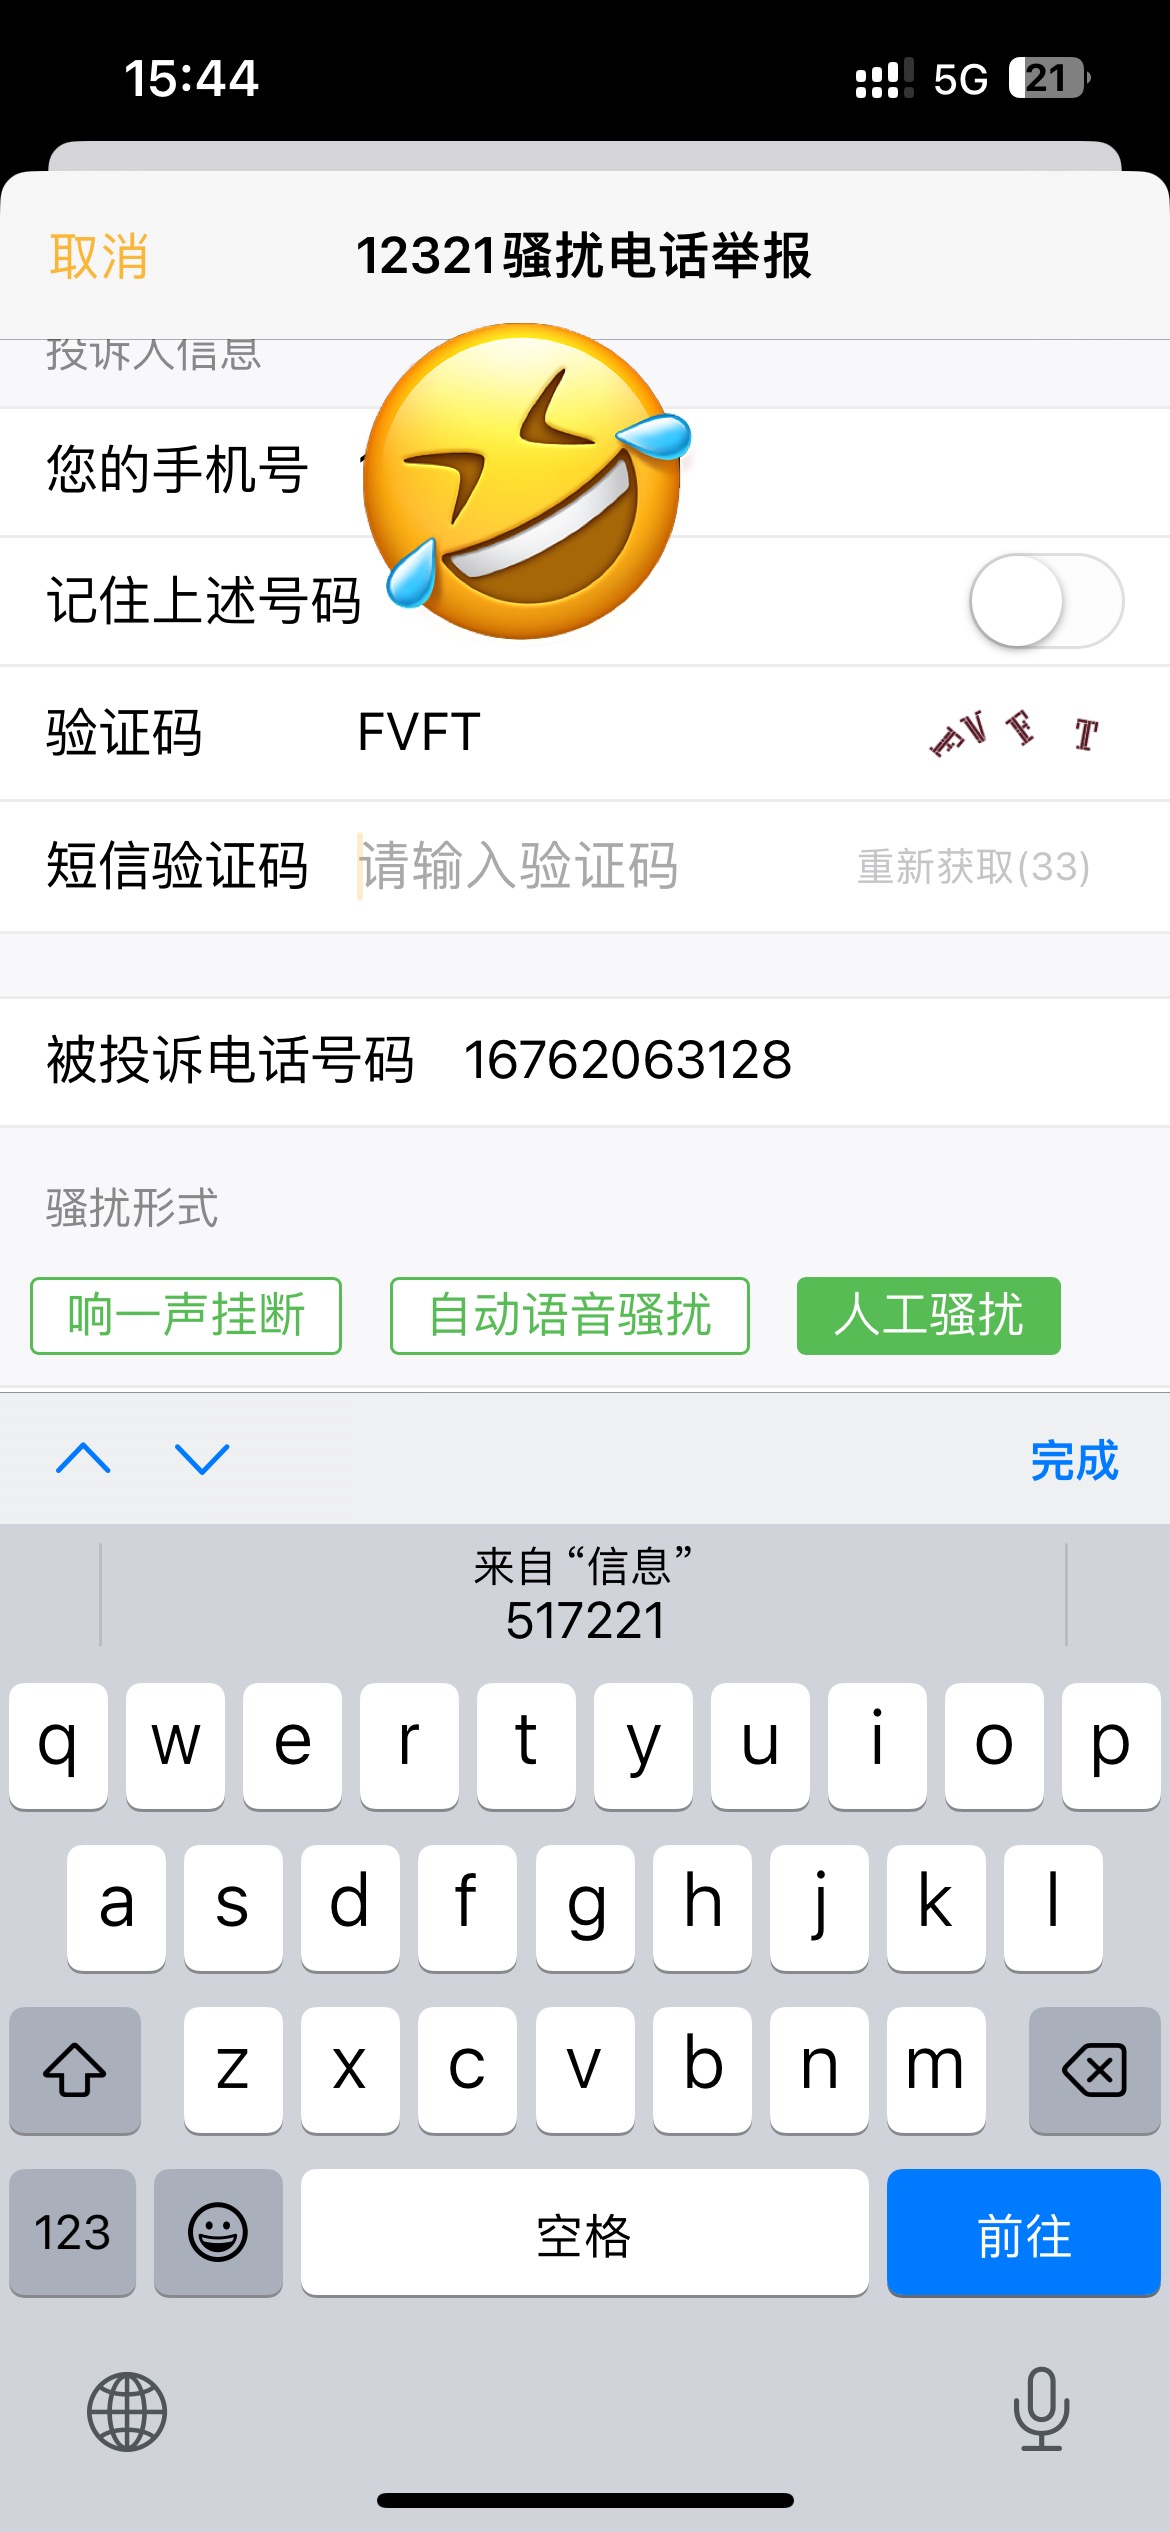 15:44
5G
21
取消
12321骚扰电话举报
投诉人信息
您的手机号
记住上述号码
验证码 FVFT FVFT
短信验证码 请输入验证码 重新获取(33)
被投诉电话号码 16762063128
骚扰形式
响一声挂断 自动语音骚扰 人工骚扰
完成
来自“信息”
517221
q w e r t y u i o p
a s d f g h j k l
z x c v b n m
123 空格 前往